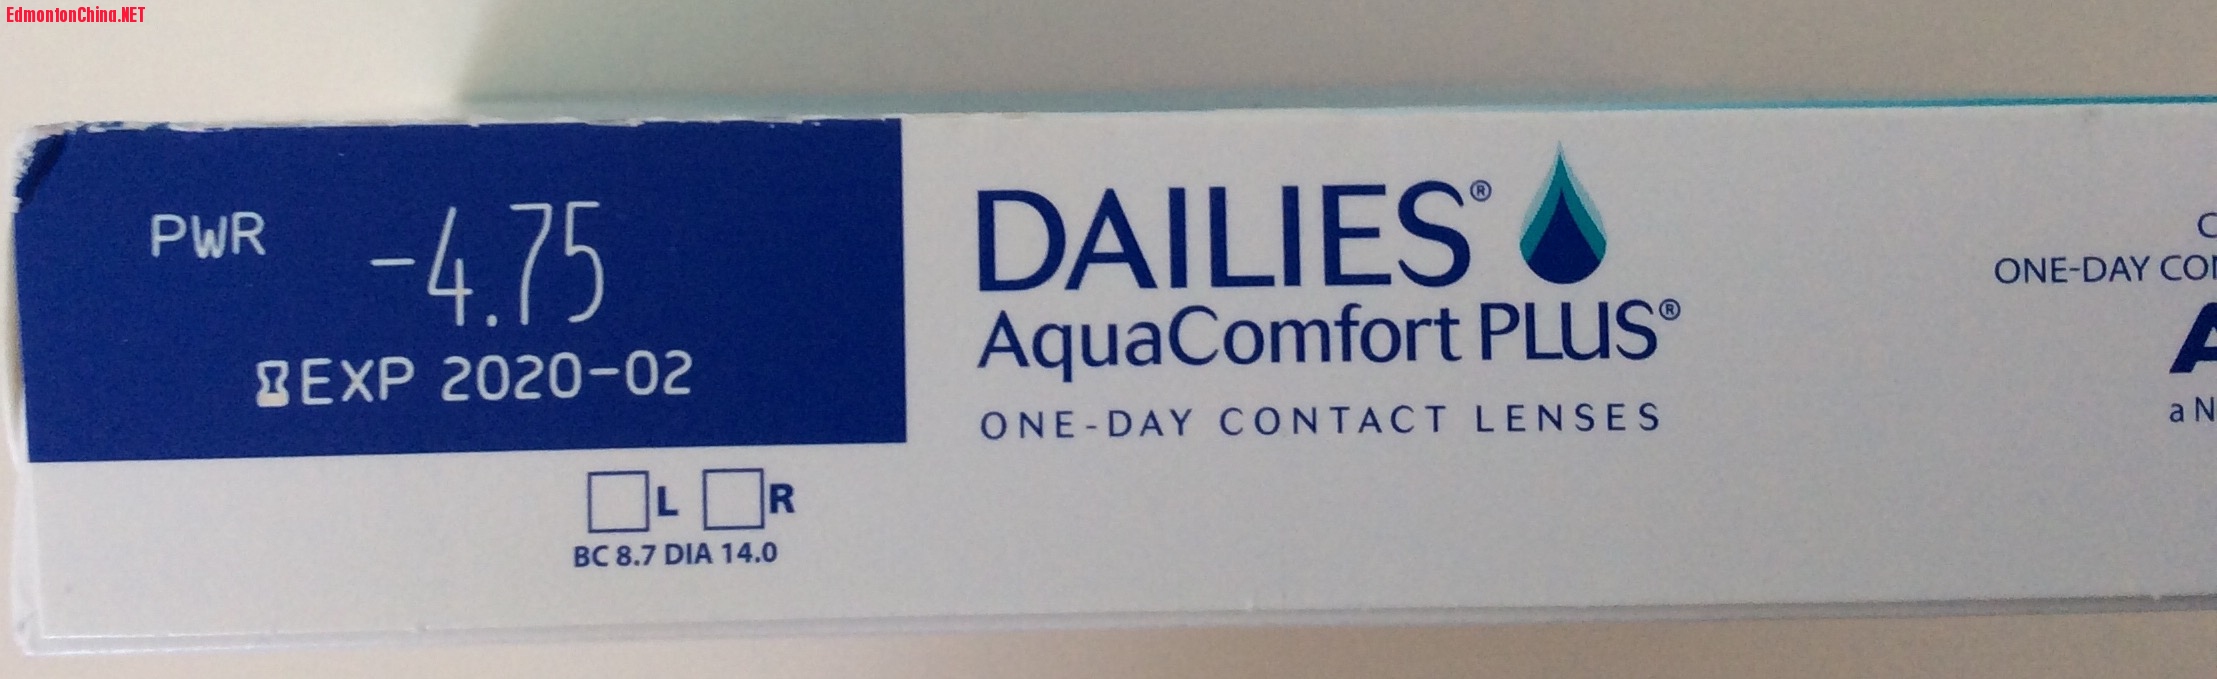 EdmontonChina.NET
PWR -4.75
EXP 2020-02
L R
BC 8.7 DIA 14.0
DAILIES®
AquaComfort PLUS®
ONE-DAY CONTACT LENSES
ONE-DAY
a